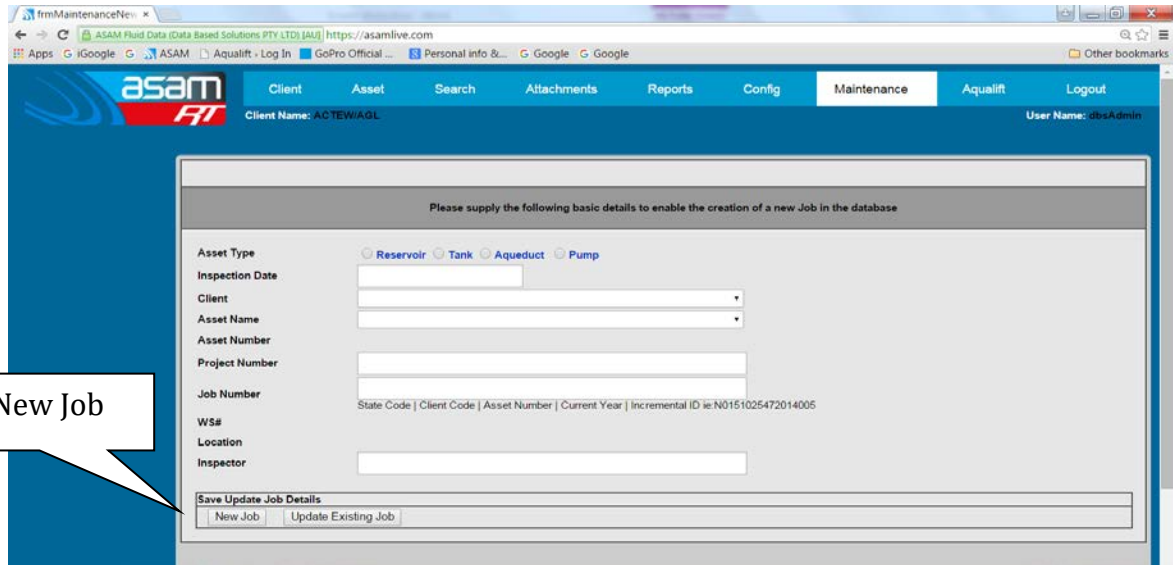 frmMaintenanceNew ×
ASAM Fluid Data (Data Based Solutions PTY LTD) [AU] https://asamlive.com
Apps G iGoogle G ASAM Aqualift - Log In GoPro Official ... Personal info &... G Google G Google Other bookmarks
asam Client Asset Search Attachments Reports Config Maintenance Aqualift Logout
RT Client Name: ACTEW/AGL User Name: dbsAdmin
Please supply the following basic details to enable the creation of a new Job in the database
Asset Type Reservoir Tank Aqueduct Pump
Inspection Date
Client
Asset Name
Asset Number
Project Number
Job Number
State Code | Client Code | Asset Number | Current Year | Incremental ID ie:N0151025472014005
New Job
WS#
Location
Inspector
Save Update Job Details
New Job Update Existing Job